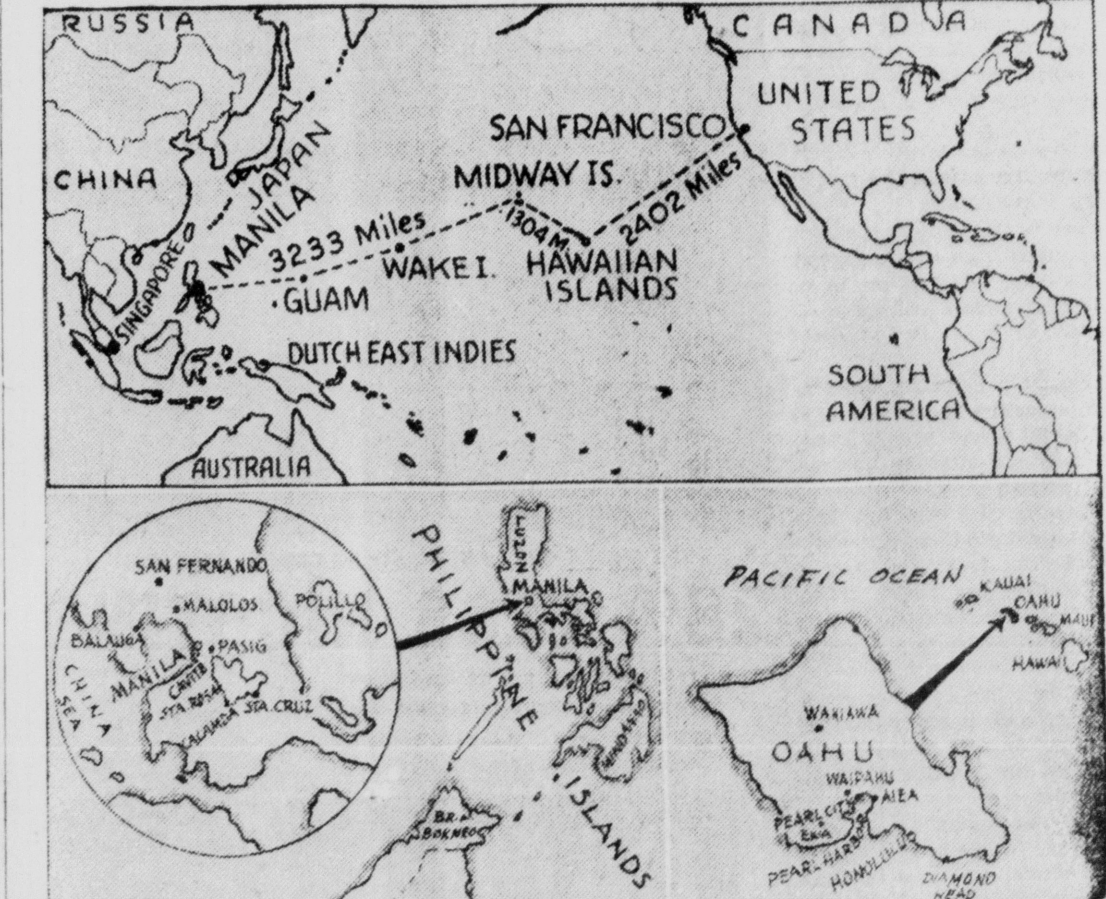 RUSSIA
CANADA
UNITED
STATES
SAN FRANCISCO
MIDWAY IS.
CHINA
JAPAN
MANILA
3233 Miles
1304 M.
2402 Miles
WAKE I.
HAWAIIAN
ISLANDS
GUAM
SINGAPORE
DUTCH EAST INDIES
SOUTH
AMERICA
AUSTRALIA
SAN FERNANDO
MALOLOS
POLILLO
BALAUGA
PASIG
MANILA
CAVITE
STA. ROSA
STA. CRUZ
CALAMBA
CHINA
SEA
PHILIPPINE
ISLANDS
LUZON
MANILA
MINDANAO
BR. N.
BORNEO
PACIFIC OCEAN
KAUAI
OAHU
MAUI
HAWAII
WAHIAWA
OAHU
WAIPAHU
AIEA
PEARL CITY
EWA
PEARL HARB
HONOLULU
DIAMOND
HEAD